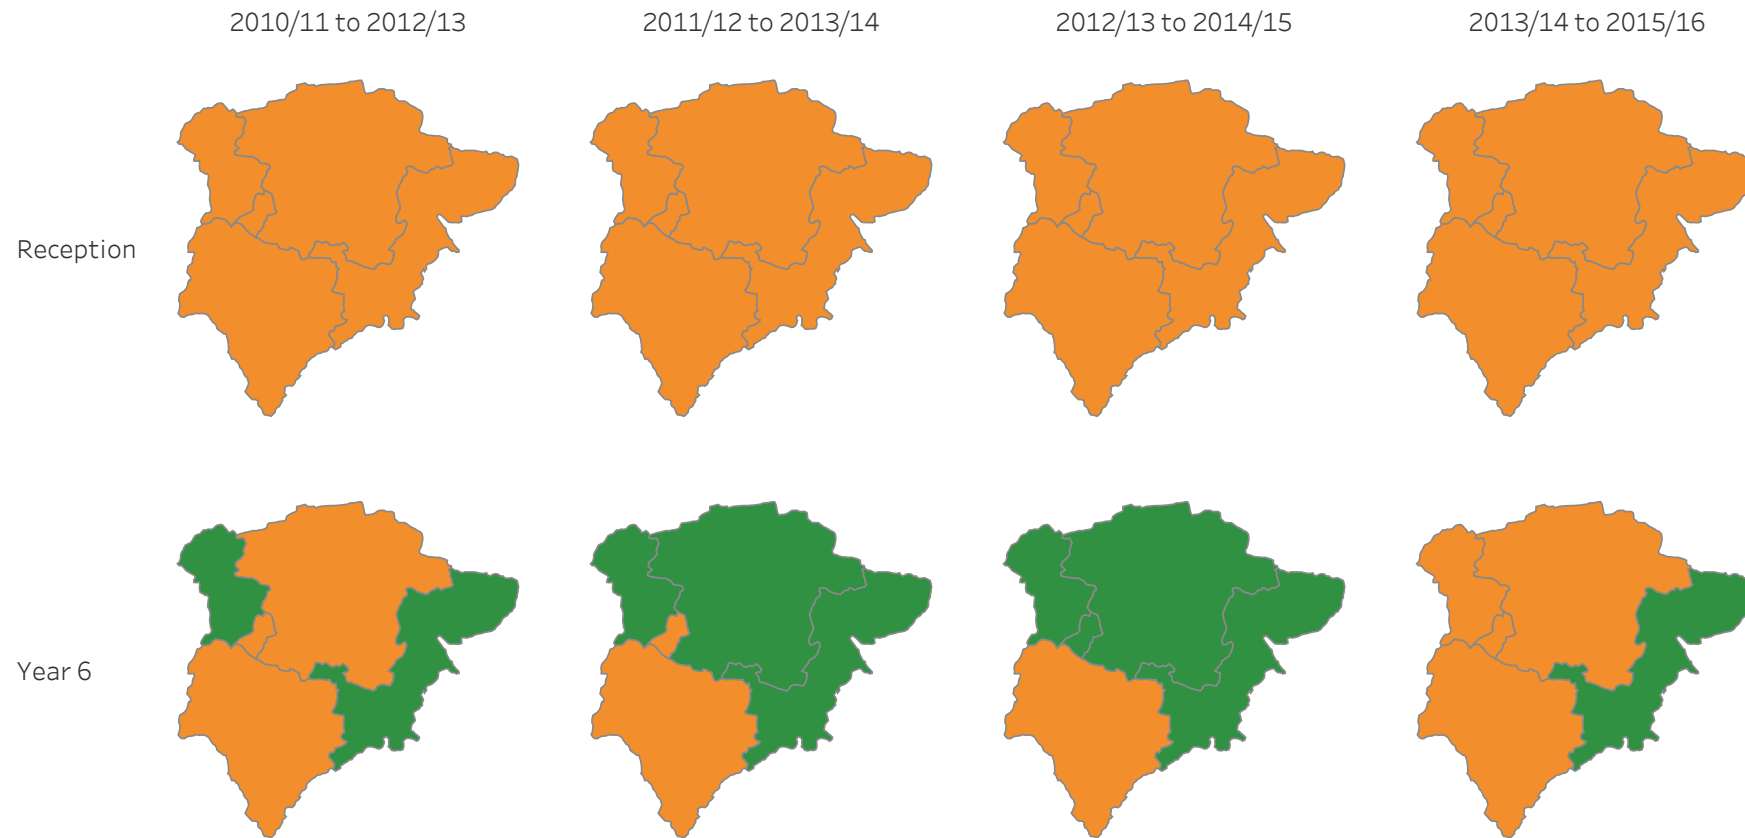 2010/11 to 2012/13
2011/12 to 2013/14
2012/13 to 2014/15
2013/14 to 2015/16
Reception
Year 6